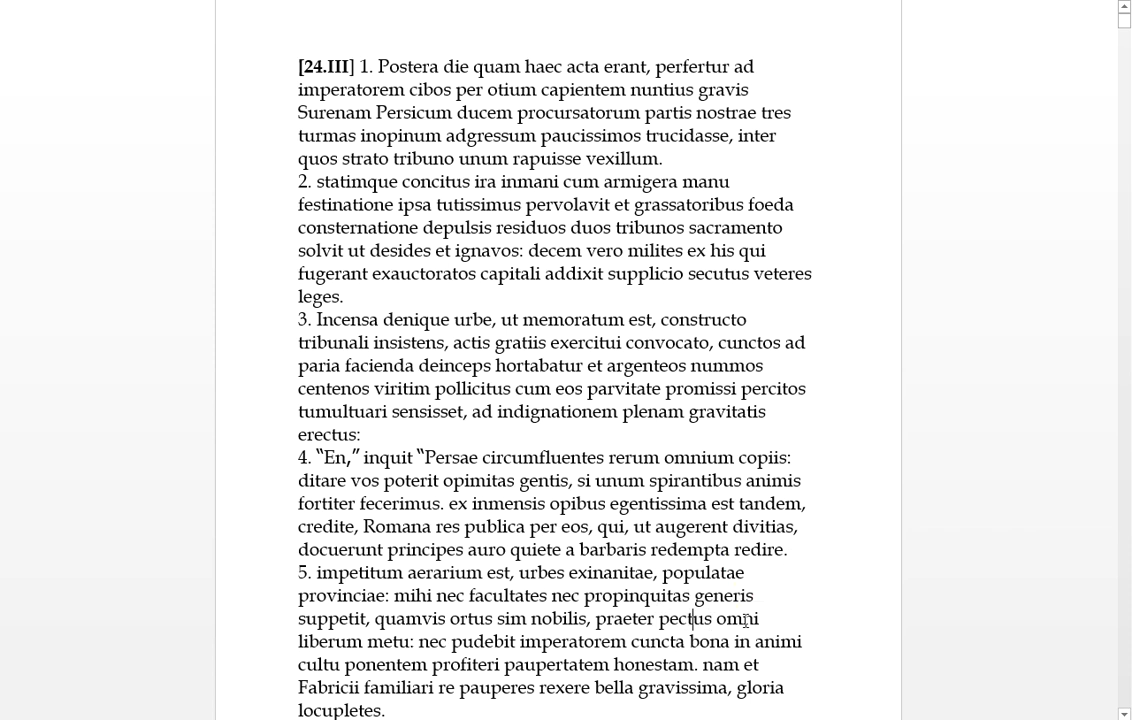 [24.III] 1. Postera die quam haec acta erant, perfertur ad
imperatorem cibos per otium capientem nuntius gravis
Surenam Persicum ducem procursatorum partis nostrae tres
turmas inopinum adgressum paucissimos trucidasse, inter
quos strato tribuno unum rapuisse vexillum.
2. statimque concitus ira inmani cum armigera manu
festinatione ipsa tutissimus pervolavit et grassatoribus foeda
consternatione depulsis residuos duos tribunos sacramento
solvit ut desides et ignavos: decem vero milites ex his qui
fugerant exauctoratos capitali addixit supplicio secutus veteres
leges.
3. Incensa denique urbe, ut memoratum est, constructo
tribunali insistens, actis gratiis exercitui convocato, cunctos ad
paria facienda deinceps hortabatur et argenteos nummos
centenos viritim pollicitus cum eos parvitate promissi percitos
tumultuari sensisset, ad indignationem plenam gravitatis
erectus:
4. “En,” inquit “Persae circumfluentes rerum omnium copiis:
ditare vos poterit opimitas gentis, si unum spirantibus animis
fortiter fecerimus. ex inmensis opibus egentissima est tandem,
credite, Romana res publica per eos, qui, ut augerent divitias,
docuerunt principes auro quiete a barbaris redempta redire.
5. impetitum aerarium est, urbes exinanitae, populatae
provinciae: mihi nec facultates nec propinquitas generis
suppetit, quamvis ortus sim nobilis, praeter pectus omni
liberum metu: nec pudebit imperatorem cuncta bona in animi
cultu ponentem profiteri paupertatem honestam. nam et
Fabricii familiari re pauperes rexere bella gravissima, gloria
locupletes.